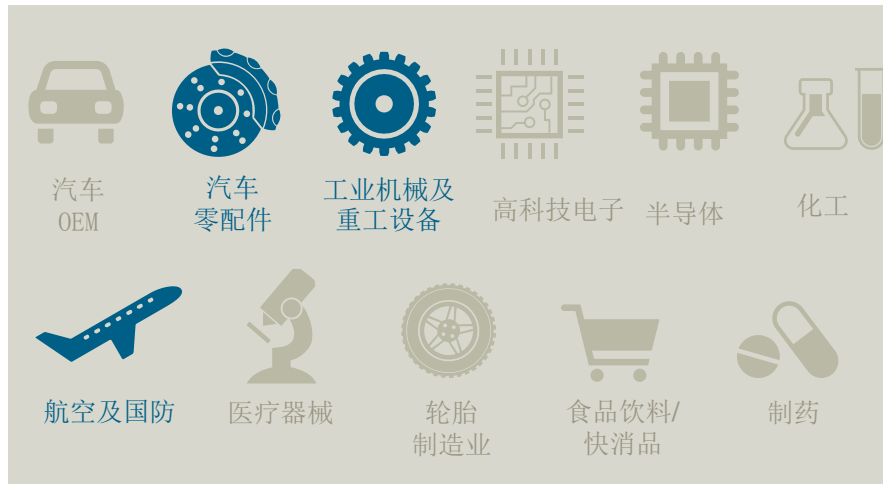 汽车
OEM
汽车
零配件
工业机械及
重工设备
高科技电子
半导体
化工
航空及国防
医疗器械
轮胎
制造业
食品饮料/
快消品
制药